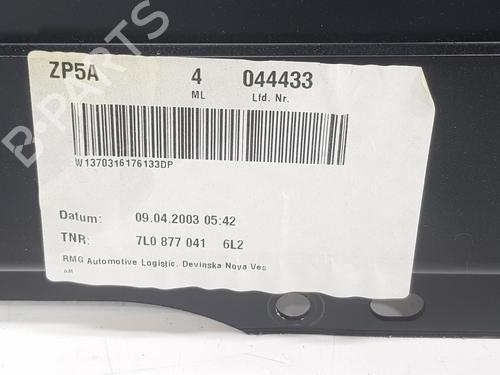 ZP5A 4 044433
ML Lfd. Nr.
W1370316176133DP
Datum: 09.04.2003 05:42
TNR: 7L0 877 041 6L2
RMG Automotive Logistic, Devinska Nova Ves
AM
B-PARTS